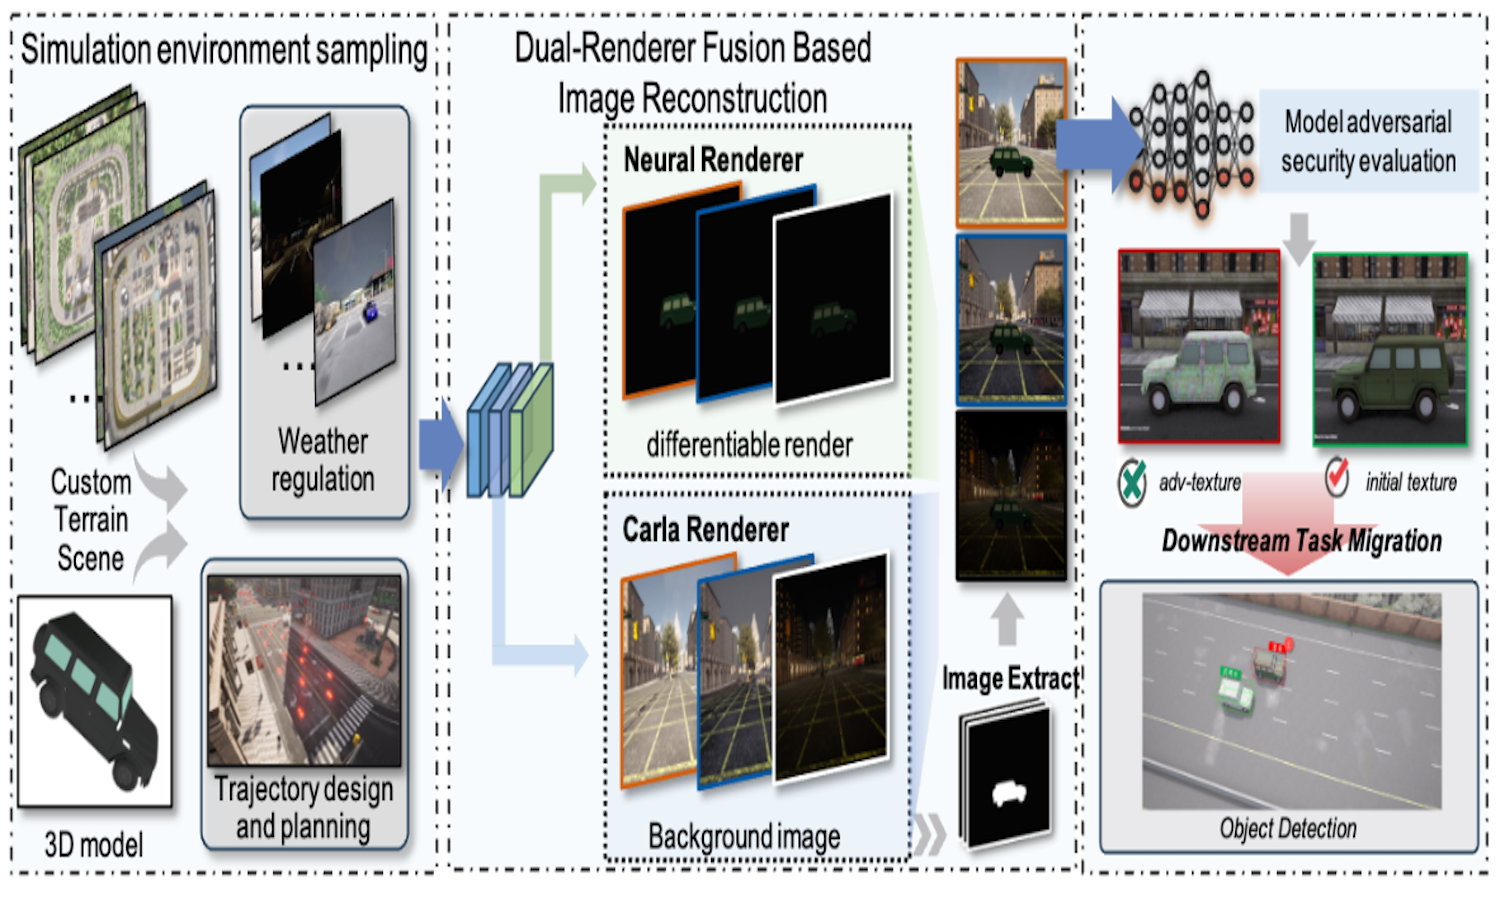 Simulation environment sampling
...
Custom
Terrain
Scene
3D model
...
Weather
regulation
Trajectory design
and planning
Dual-Renderer Fusion Based
Image Reconstruction
Neural Renderer
differentiable render
Carla Renderer
Background image
Image Extract
Model adversarial
security evaluation
adv-texture
initial texture
Downstream Task Migration
Object Detection